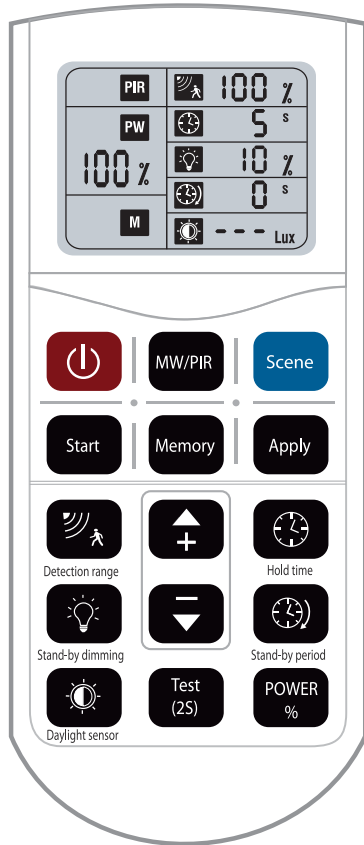 PIR
100 %
PW
5 s
100 %
10 %
0 s
M
--- Lux
MW/PIR
Scene
Start
Memory
Apply
+
Detection range
Hold time
−
Stand-by dimming
Stand-by period
Test
(2S)
POWER
%
Daylight sensor